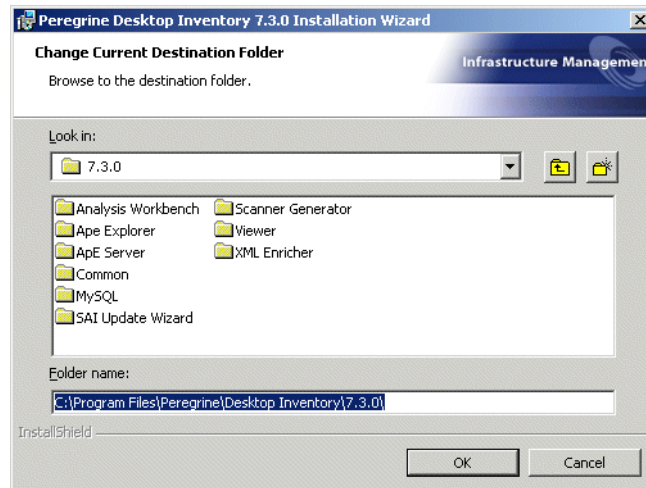 Peregrine Desktop Inventory 7.3.0 Installation Wizard
Change Current Destination Folder
Browse to the destination folder.
Infrastructure Managemen
Look in:
7.3.0
Analysis Workbench
Ape Explorer
ApE Server
Common
MySQL
SAI Update Wizard
Scanner Generator
Viewer
XML Enricher
Folder name:
C:\Program Files\Peregrine\Desktop Inventory\7.3.0\
InstallShield
OK
Cancel